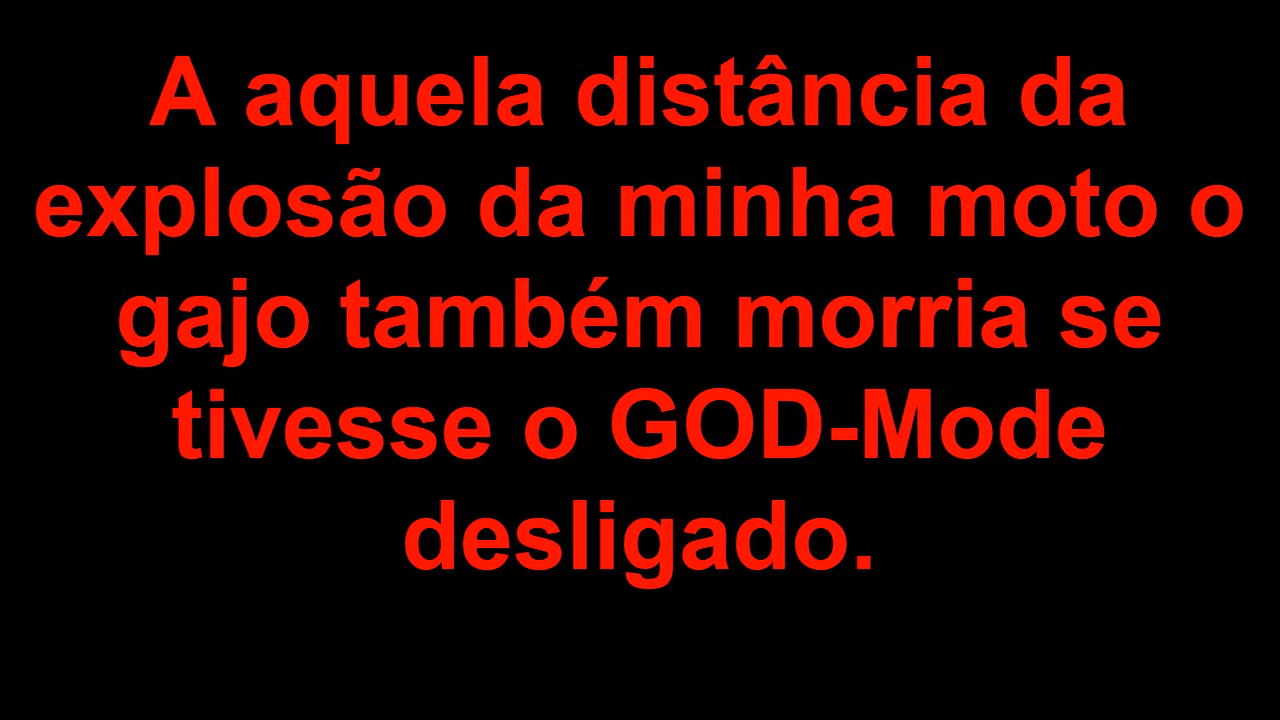 A aquela distância da
explosão da minha moto o
gajo também morria se
tivesse o GOD-Mode
desligado.